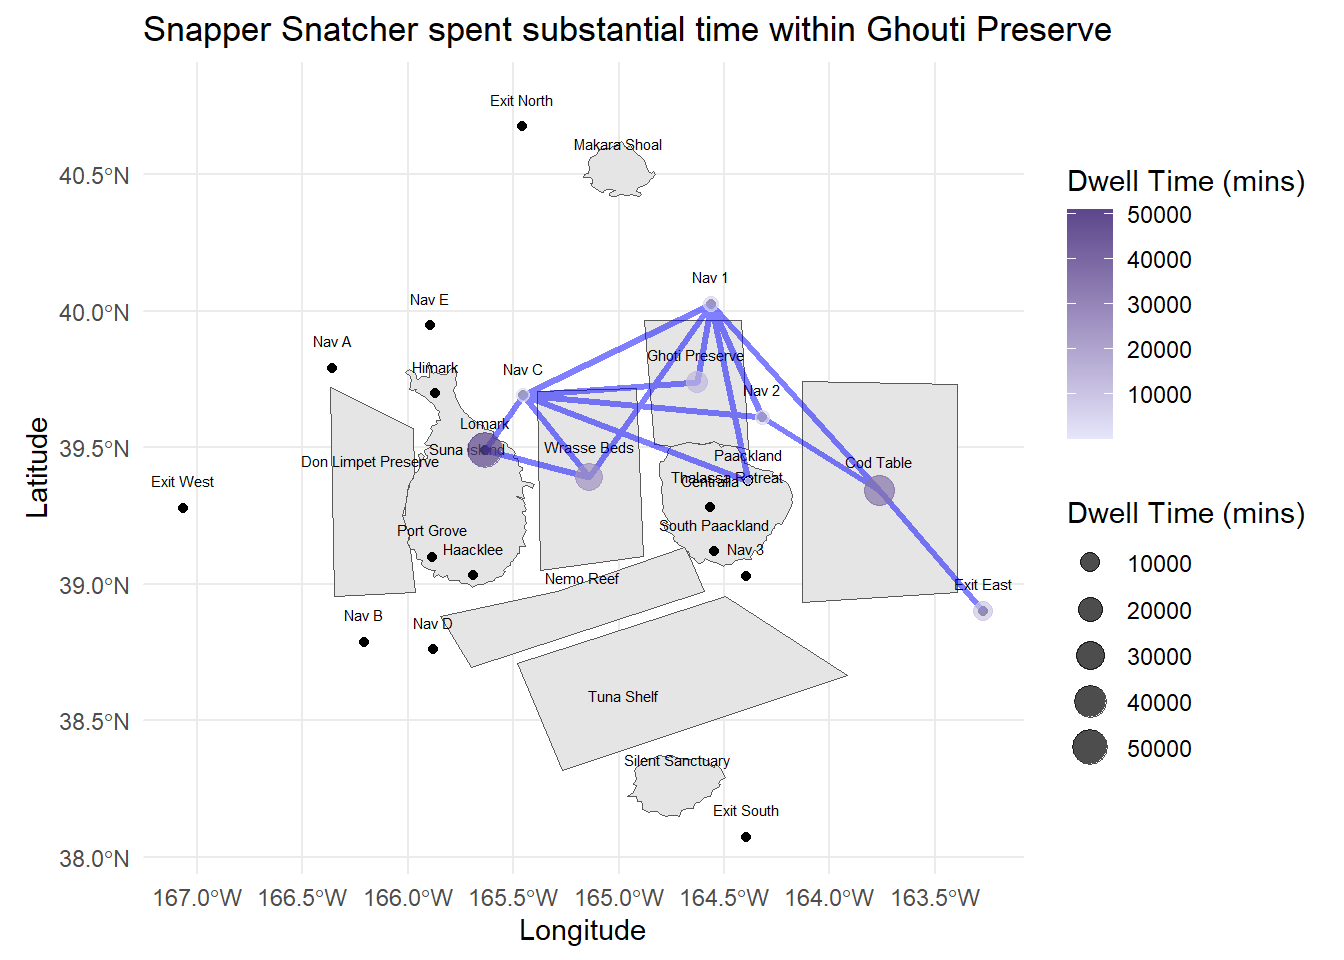 Snapper Snatcher spent substantial time within Ghouti Preserve
Exit North
Makara Shoal
40.5°N
Nav 1
Nav E
40.0°N
Nav A
Ghoti Preserve
Himark
Nav C
Nav 2
Lomark
39.5°N
Suna Island
Wrasse Beds
Paackland
Don Limpet Preserve
Cod Table
Thalassa Retreat
Centralia
Exit West
Port Grove
South Paackland
Haacklee
Nav 3
39.0°N
Nemo Reef
Exit East
Nav B
Nav D
Tuna Shelf
38.5°N
Silent Sanctuary
Exit South
38.0°N
167.0°W 166.5°W 166.0°W 165.5°W 165.0°W 164.5°W 164.0°W 163.5°W
Longitude
Latitude
Dwell Time (mins)
50000
40000
30000
20000
10000
Dwell Time (mins)
10000
20000
30000
40000
50000